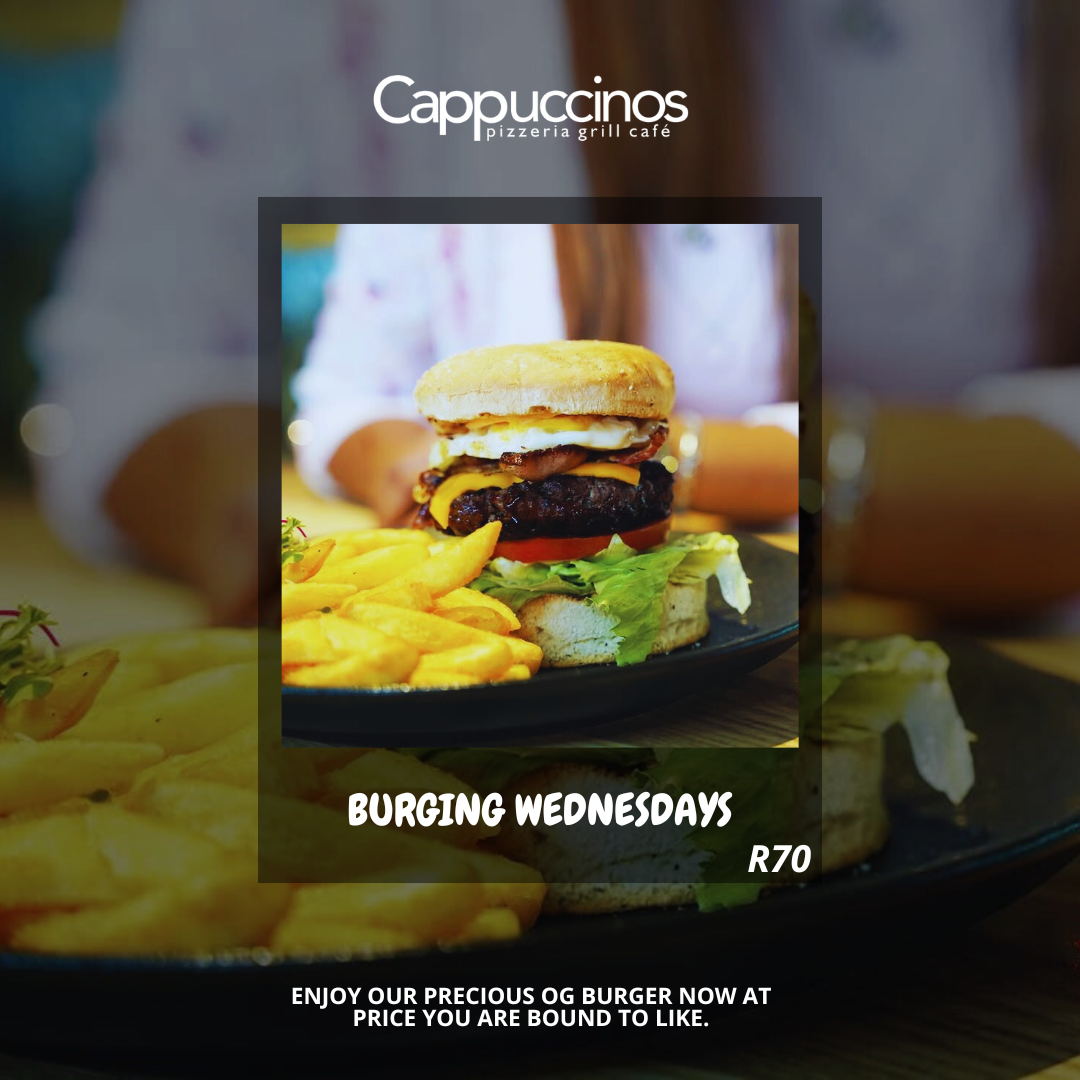 Cappuccinos
pizzeria grill café
BURGING WEDNESDAYS
R70
ENJOY OUR PRECIOUS OG BURGER NOW AT
PRICE YOU ARE BOUND TO LIKE.